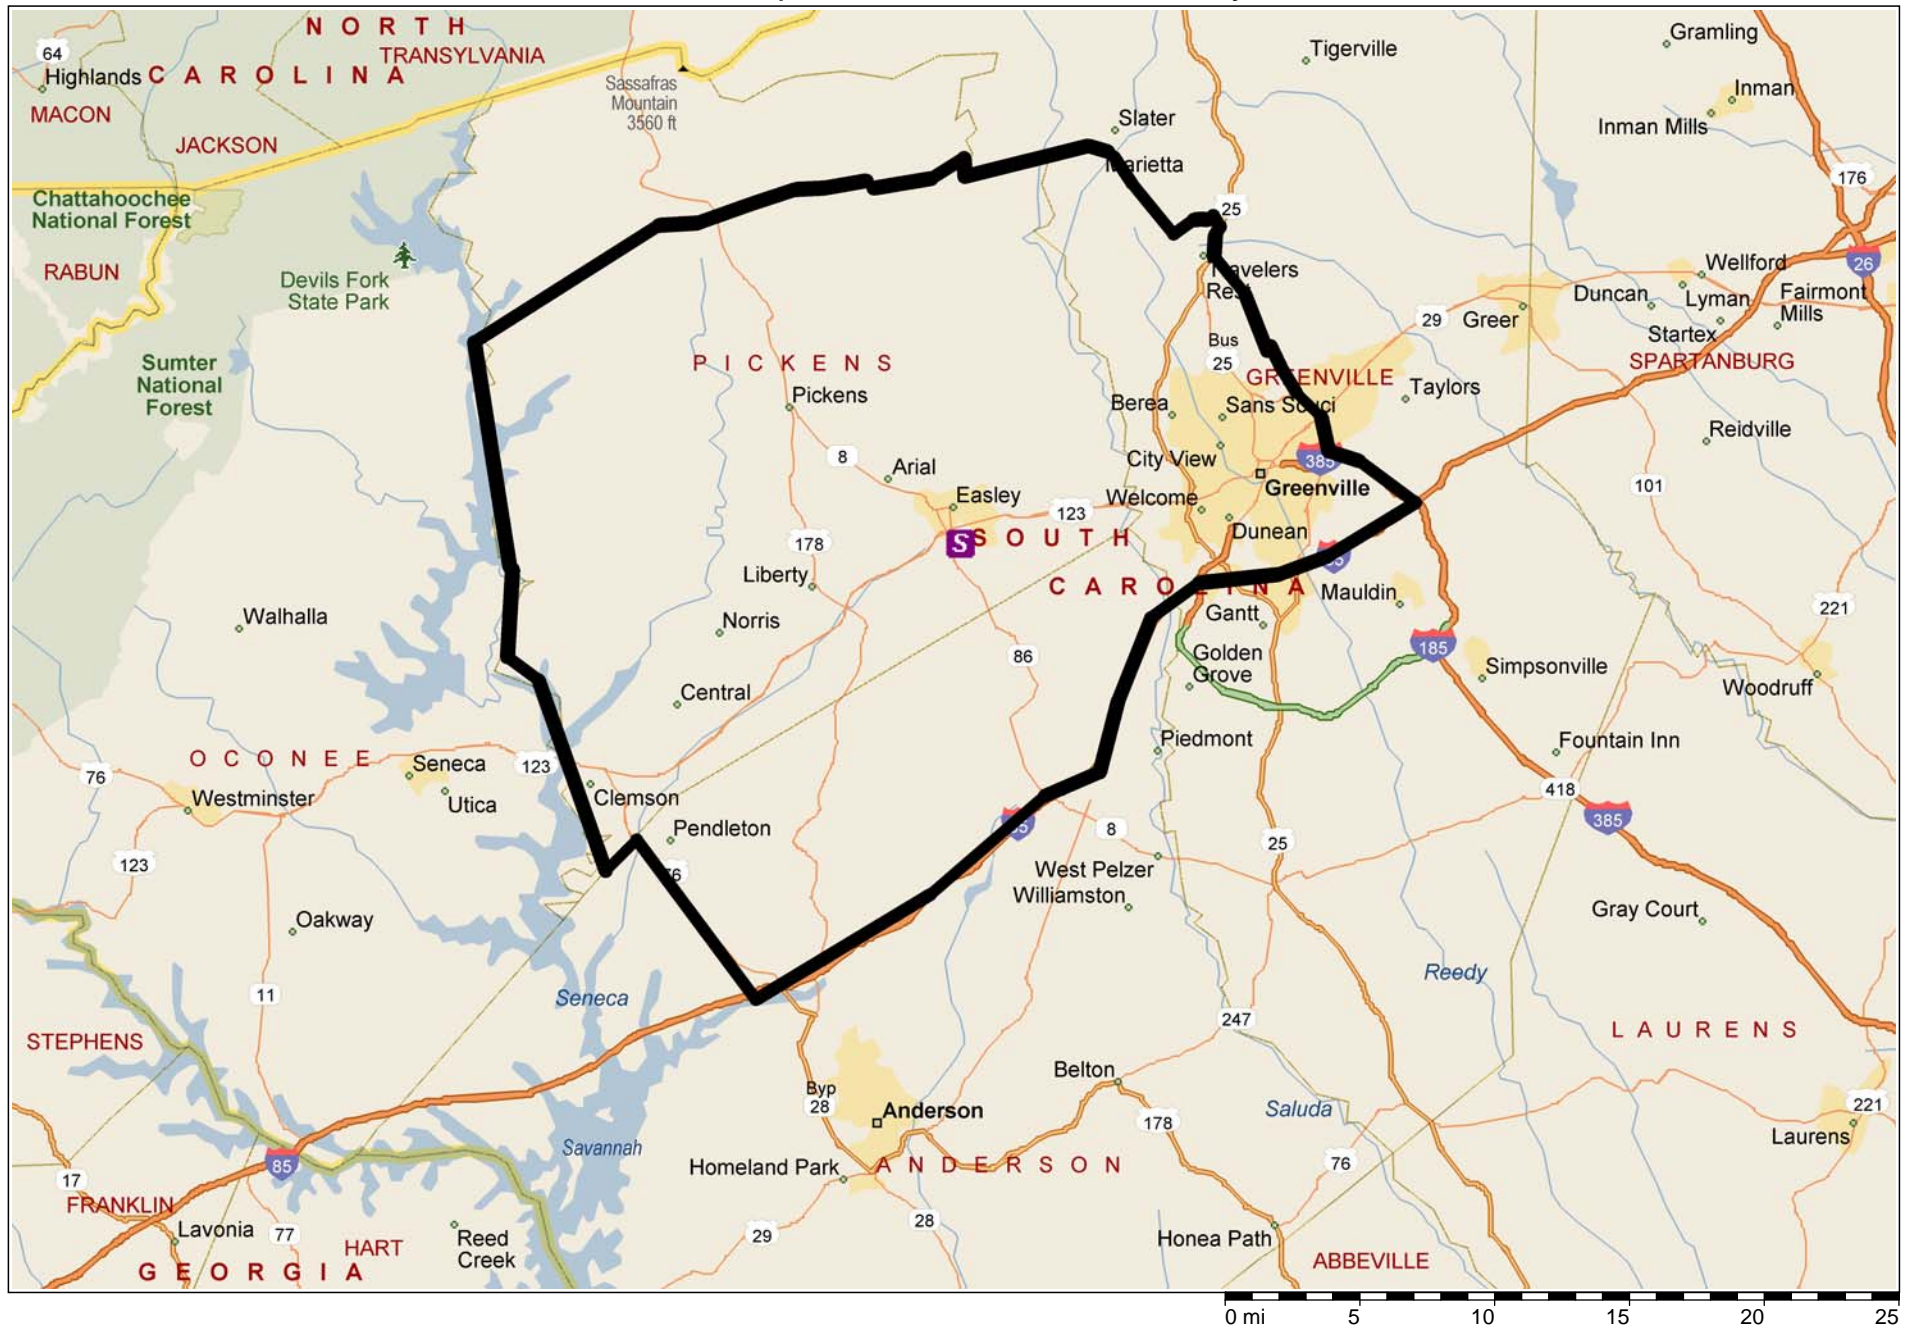 NORTH
TRANSYLVANIA
64
Highlands
CAROLINA
MACON
JACKSON
Sassafras
Mountain
3560 ft
Slater
Tigerville
Gramling
Inman
Inman Mills
176
Chattahoochee
National Forest
RABUN
Devils Fork
State Park
25
Travelers
Rest
Wellford
26
Duncan
Lyman
Fairmont
Mills
Startex
29
Greer
SPARTANBURG
Sumter
National
Forest
PICKENS
Pickens
Bus
25
GREENVILLE
Taylors
Berea
Sans Souci
Reidville
8
Arial
City View
385
Greenville
101
Easley
Welcome
123
S
SOUTH
Dunean
178
Liberty
CAROLINA
Mauldin
221
Walhalla
Norris
Gantt
86
Golden
Grove
185
Simpsonville
Woodruff
Central
OCONEE
Seneca
123
Piedmont
Fountain Inn
76
Westminster
Utica
Clemson
418
385
Pendleton
8
25
123
West Pelzer
Williamston
Gray Court
Oakway
11
Seneca
Reedy
247
LAURENS
STEPHENS
Belton
Byp
28
Anderson
Saluda
178
221
Laurens
Savannah
85
Homeland Park
ANDERSON
76
17
FRANKLIN
Lavonia
77
HART
Reed
Creek
29
28
Honea Path
ABBEVILLE
GEORGIA
0 mi 5 10 15 20 25